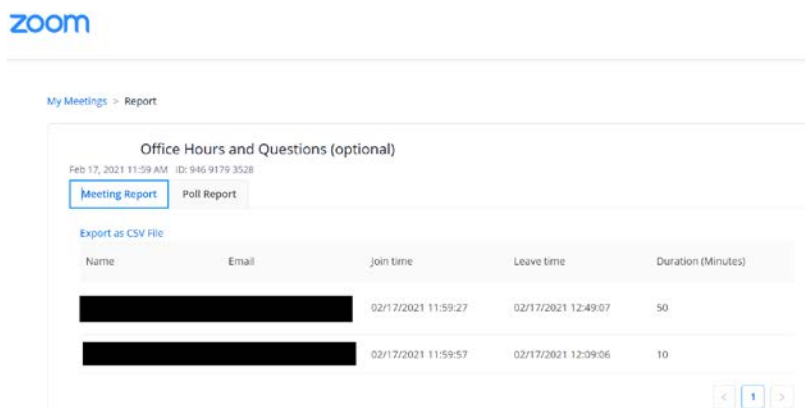 zoom
My Meetings > Report
Office Hours and Questions (optional)
Feb 17, 2021 11:59 AM ID: 946 9179 3528
Meeting Report Poll Report
Export as CSV File
Name Email Join time Leave time Duration (Minutes)
02/17/2021 11:59:27 02/17/2021 12:49:07 50
02/17/2021 11:59:57 02/17/2021 12:09:06 10
< 1 >